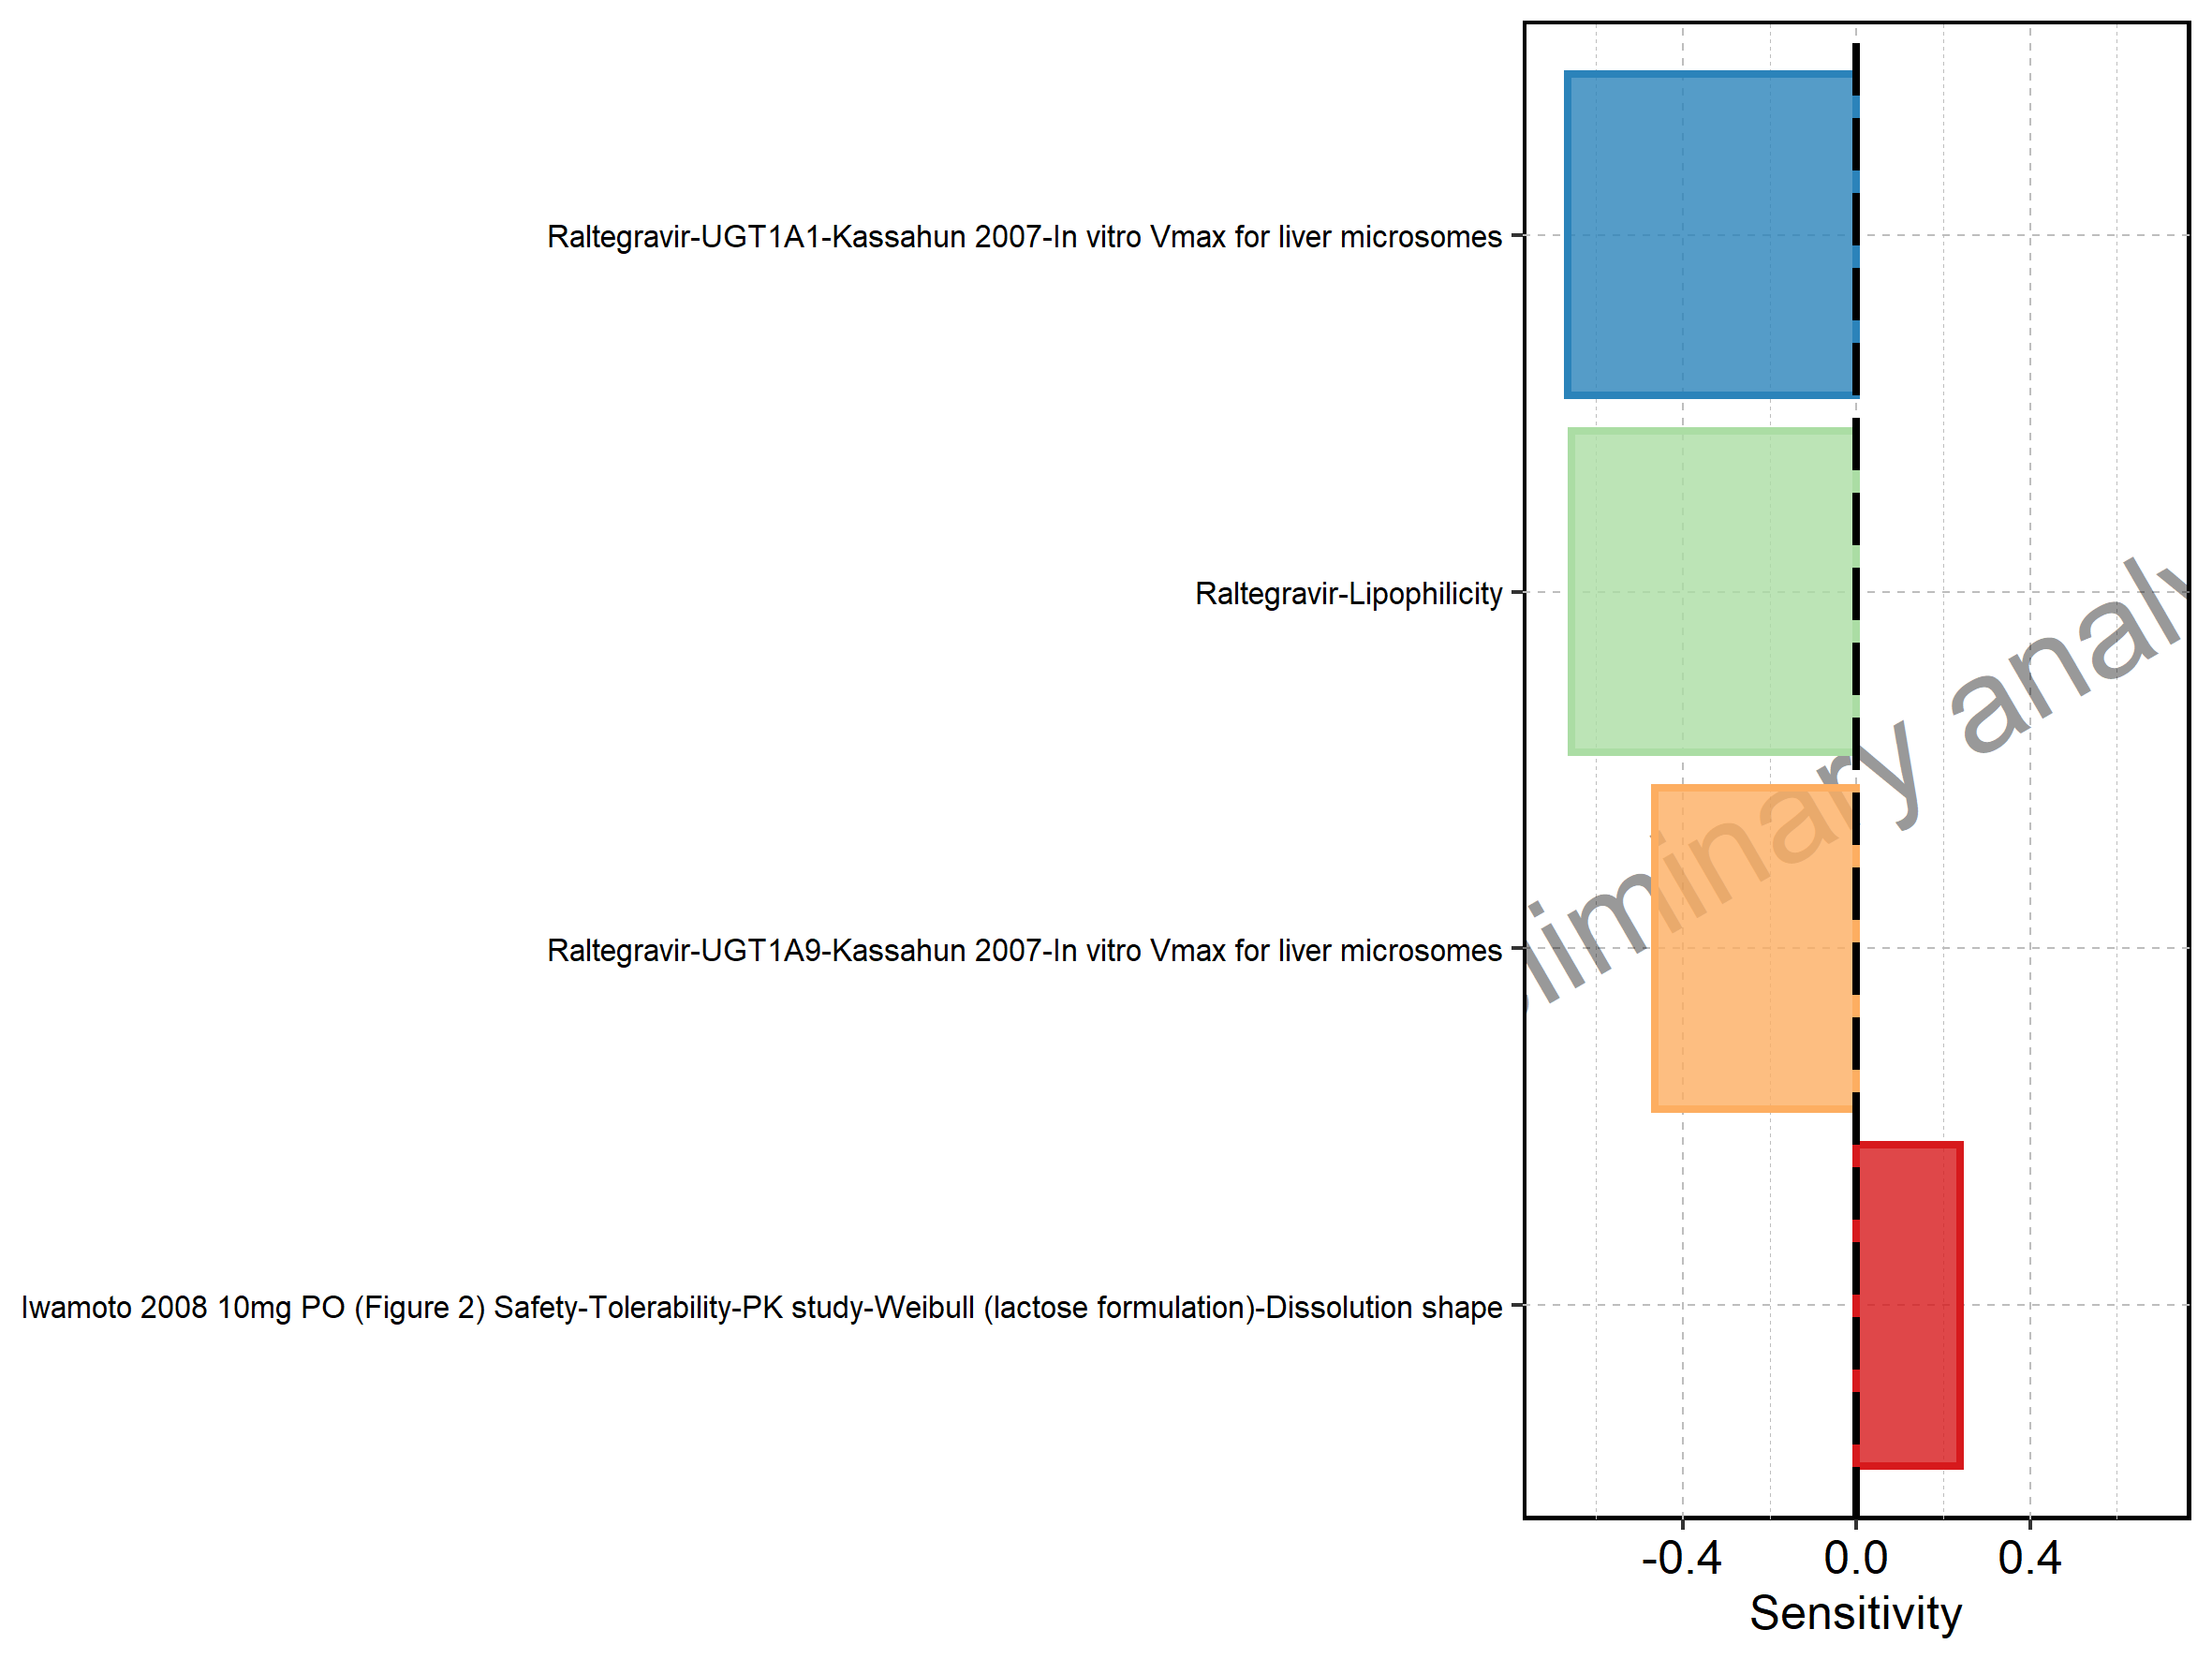 Raltegravir-UGT1A1-Kassahun 2007-In vitro Vmax for liver microsomes
Raltegravir-Lipophilicity
Raltegravir-UGT1A9-Kassahun 2007-In vitro Vmax for liver microsomes
Iwamoto 2008 10mg PO (Figure 2) Safety-Tolerability-PK study-Weibull (lactose formulation)-Dissolution shape
-0.4 0.0 0.4
Sensitivity